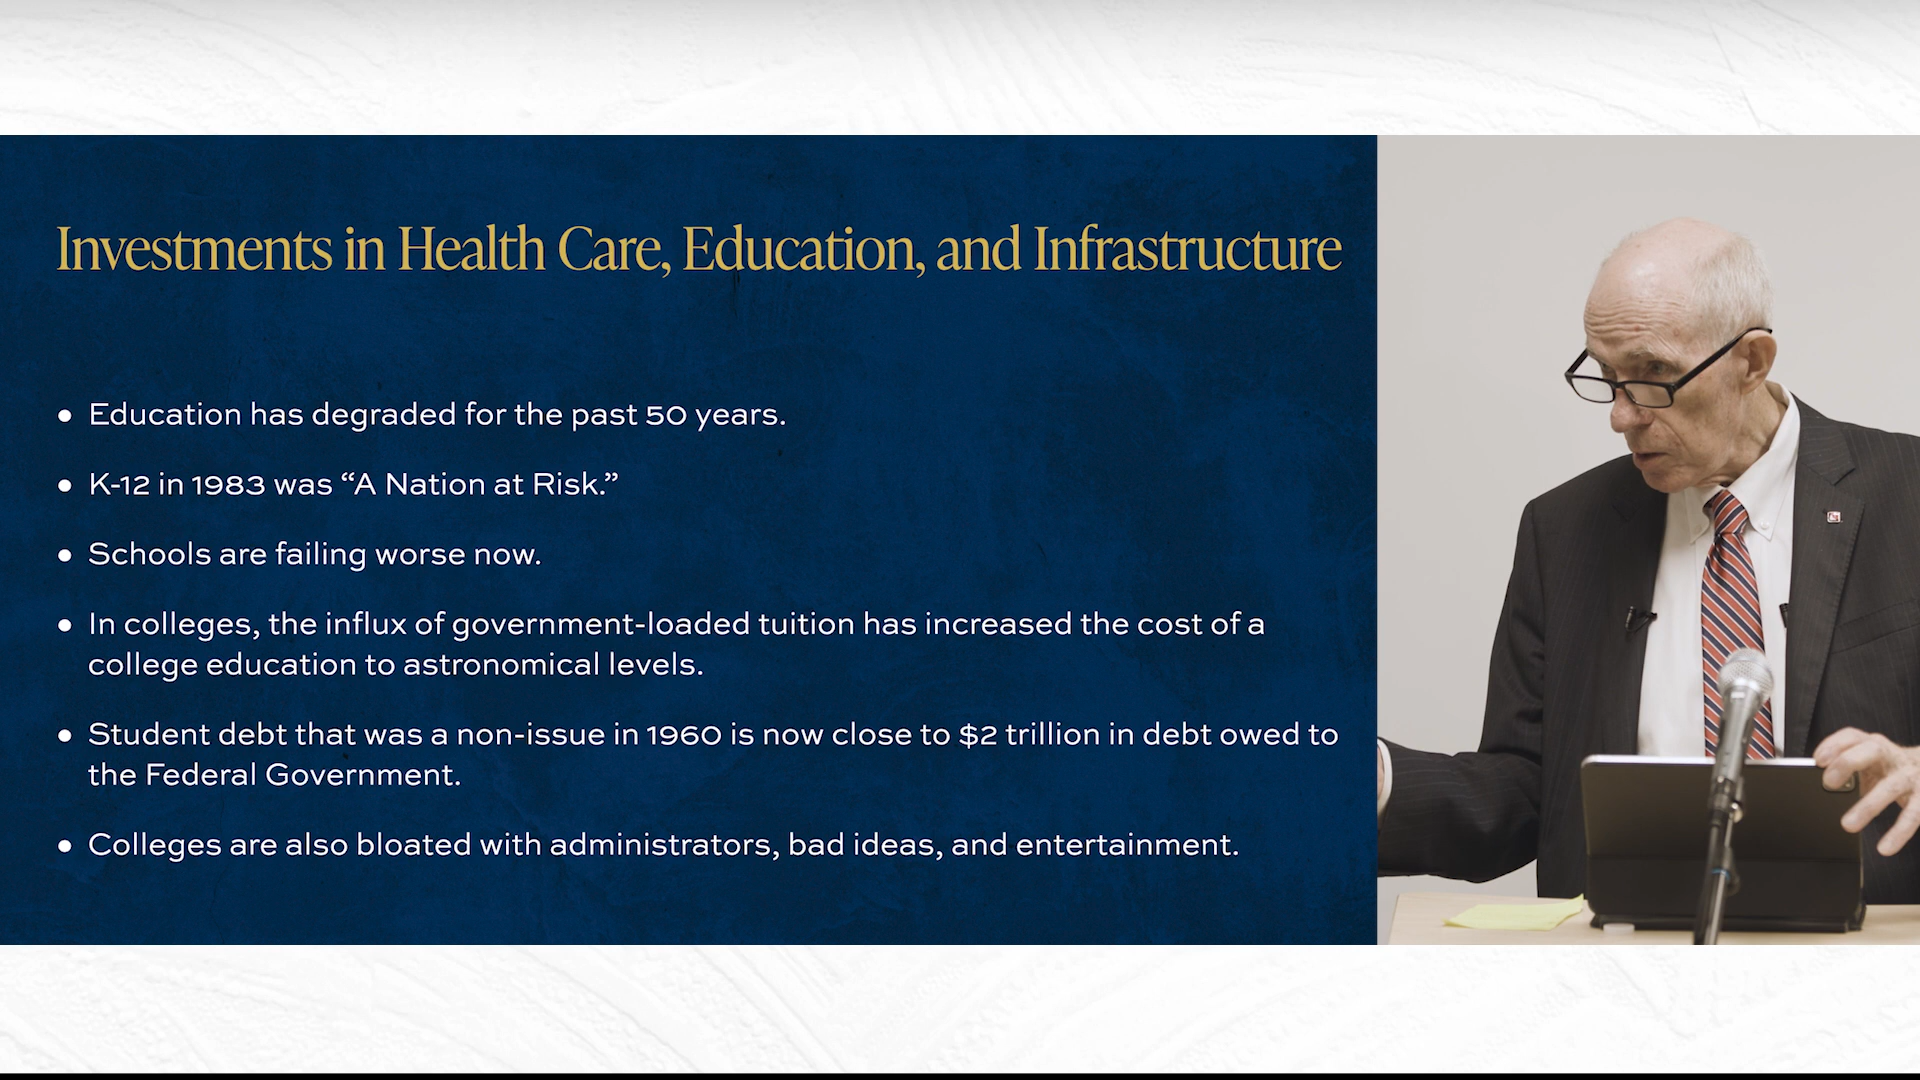 Investments in Health Care, Education, and Infrastructure
• Education has degraded for the past 50 years.
• K-12 in 1983 was “A Nation at Risk.”
• Schools are failing worse now.
• In colleges, the influx of government-loaded tuition has increased the cost of a
college education to astronomical levels.
• Student debt that was a non-issue in 1960 is now close to $2 trillion in debt owed to
the Federal Government.
• Colleges are also bloated with administrators, bad ideas, and entertainment.